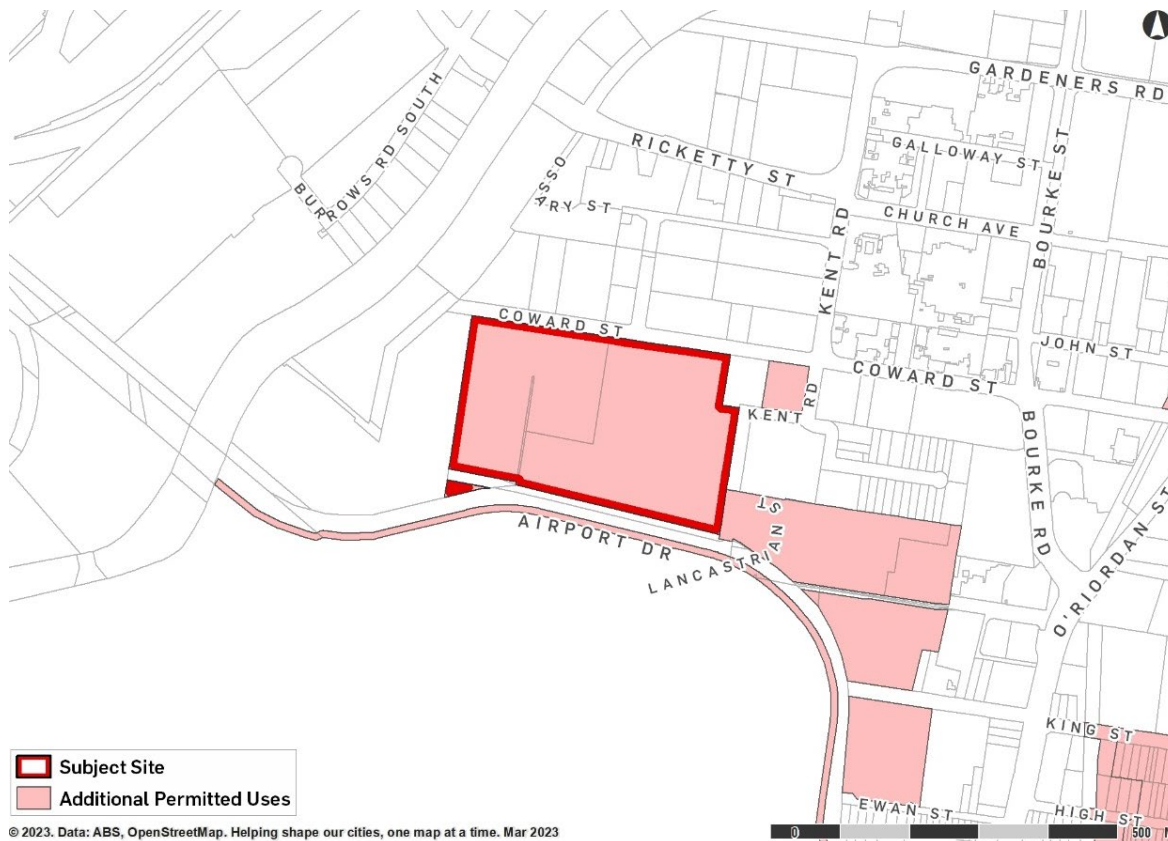 GARDENERS RD
BURROWS RD SOUTH
RICKETTY ST
GALLOWAY ST
BOURKE ST
ASSO
ARY ST
CHURCH AVE
KENT RD
COWARD ST
JOHN ST
COWARD ST
KENT RD
BOURKE RD
AIRPORT DR
LANCASTRIAN ST
O'RIORDAN ST
KING ST
EWAN ST
HIGH ST
Subject Site
Additional Permitted Uses
© 2023. Data: ABS, OpenStreetMap. Helping shape our cities, one map at a time. Mar 2023
0 500 M